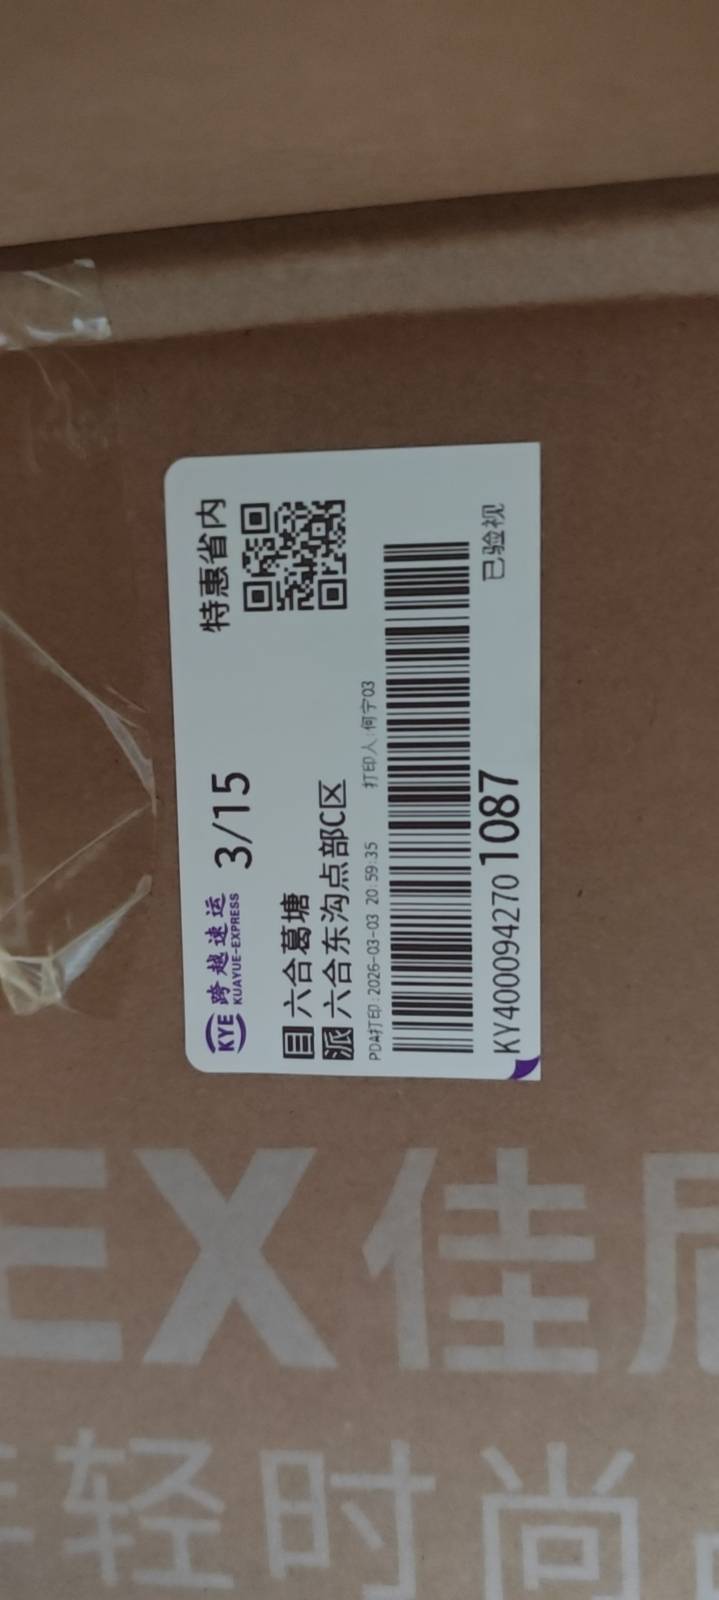 KYE 跨越速运
KUAYUE-EXPRESS
3/15
特惠省内
目 六合葛塘
派 六合东沟点部C区
PDA打印:2026-03-03 20:59:35 打印人:何宁03
KY400094270 1087
已验视
EX佳
轻时尚